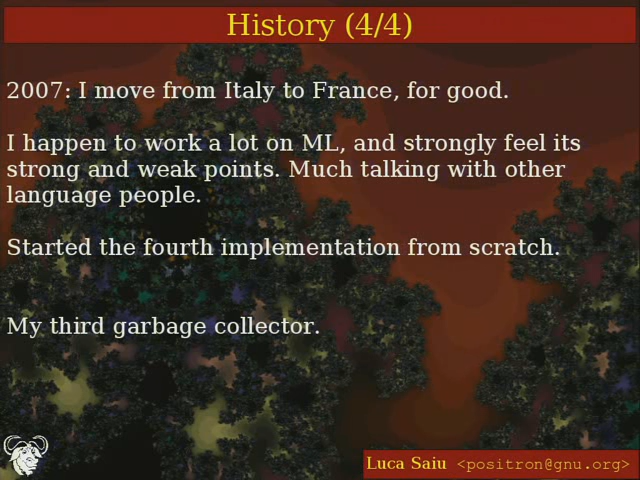 History (4/4)
2007: I move from Italy to France, for good.
I happen to work a lot on ML, and strongly feel its
strong and weak points. Much talking with other
language people.
Started the fourth implementation from scratch.
My third garbage collector.
Luca Saiu <positron@gnu.org>